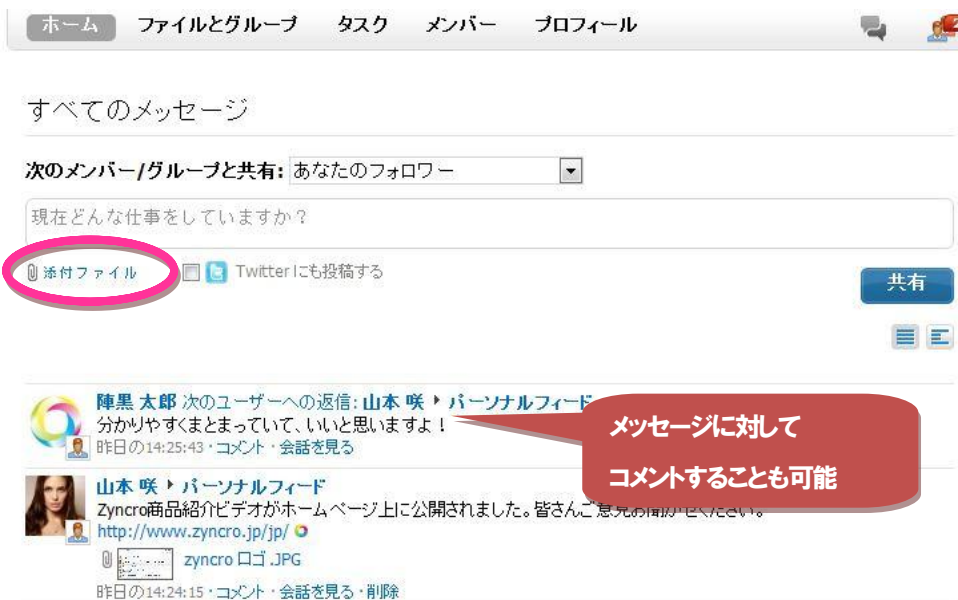 ホーム ファイルとグループ タスク メンバー プロフィール
すべてのメッセージ
次のメンバー/グループと共有: あなたのフォロワー
現在どんな仕事をしていますか？
添付ファイル Twitterにも投稿する
共有
陣黒 太郎 次のユーザーへの返信: 山本 咲 ▸ パーソナルフィード
分かりやすくまとまっていて、いいと思いますよ！
昨日の14:25:43・コメント・会話を見る
メッセージに対して
コメントすることも可能
山本 咲 ▸ パーソナルフィード
Zyncro商品紹介ビデオがホームページ上に公開されました。皆さんご意見お聞かせください。
http://www.zyncro.jp/jp/
zyncro ロゴ .JPG
昨日の14:24:15・コメント・会話を見る・削除